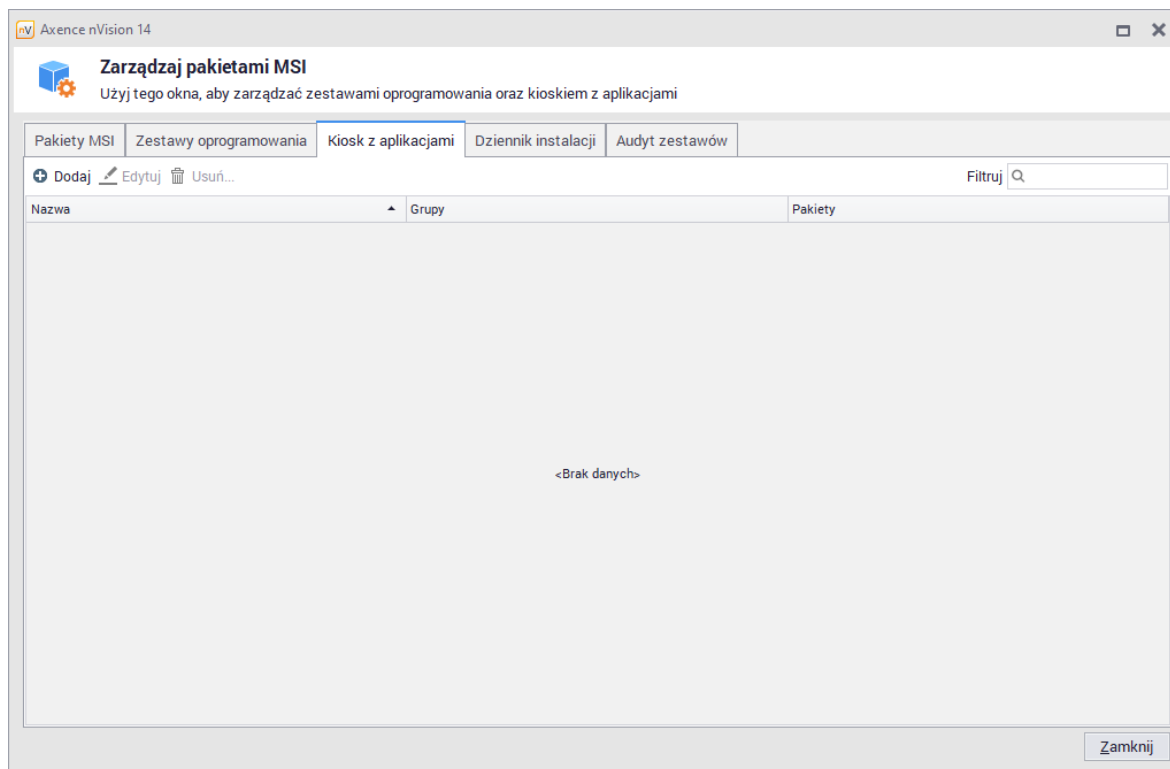 nV Axence nVision 14
Zarządzaj pakietami MSI
Użyj tego okna, aby zarządzać zestawami oprogramowania oraz kioskiem z aplikacjami
Pakiety MSI Zestawy oprogramowania Kiosk z aplikacjami Dziennik instalacji Audyt zestawów
Dodaj Edytuj Usuń... Filtruj
Nazwa Grupy Pakiety
<Brak danych>
Zamknij